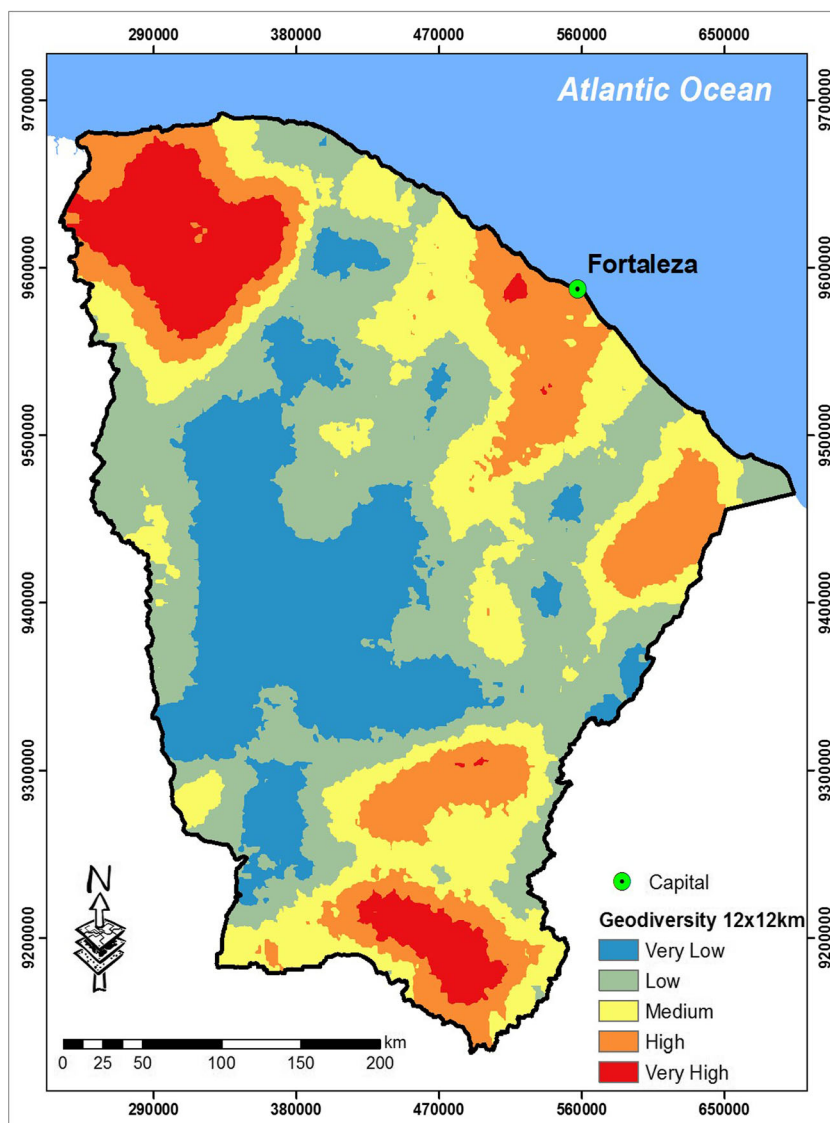 290000 380000 470000 560000 650000
Atlantic Ocean
9700000 9700000
Fortaleza
9600000 9600000
9500000 9500000
9400000 9400000
9300000 9300000
9200000 9200000
N
Capital
Geodiversity 12x12km
Very Low
Low
Medium
High
Very High
km
0 25 50 100 150 200
290000 380000 470000 560000 650000